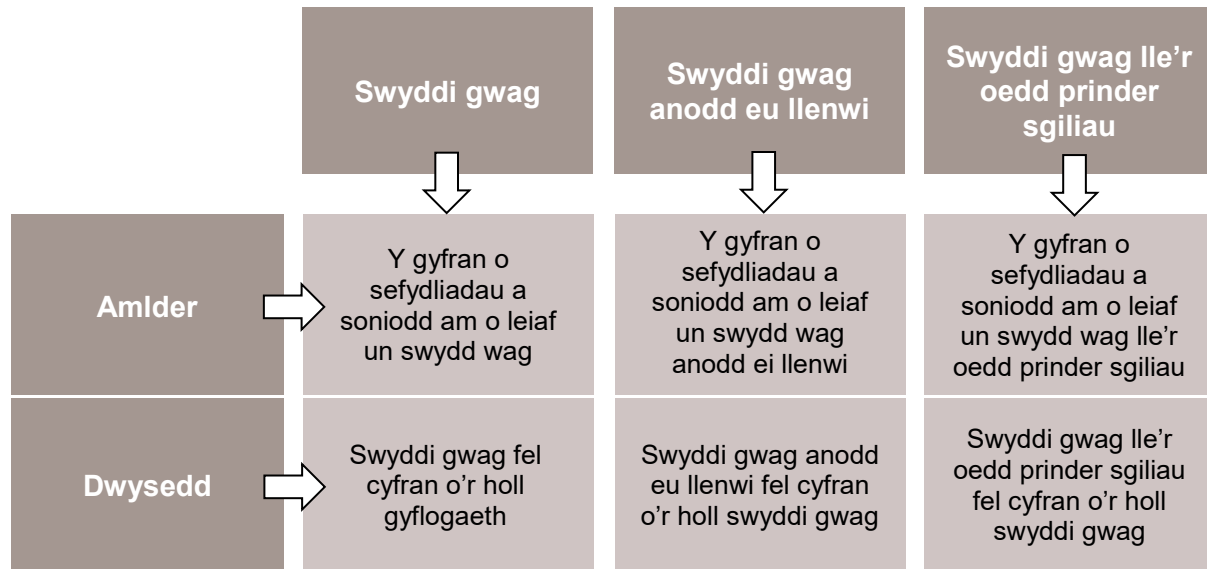 Swyddi gwag
Swyddi gwag
anodd eu llenwi
Swyddi gwag lle'r
oedd prinder
sgiliau
Amlder
Y gyfran o
sefydliadau a
soniodd am o leiaf
un swydd wag
Y gyfran o
sefydliadau a
soniodd am o leiaf
un swydd wag
anodd ei llenwi
Y gyfran o
sefydliadau a
soniodd am o leiaf
un swydd wag lle’r
oedd prinder sgiliau
Dwysedd
Swyddi gwag fel
cyfran o’r holl
gyflogaeth
Swyddi gwag anodd
eu llenwi fel cyfran
o’r holl swyddi gwag
Swyddi gwag lle’r
oedd prinder sgiliau
fel cyfran o’r holl
swyddi gwag